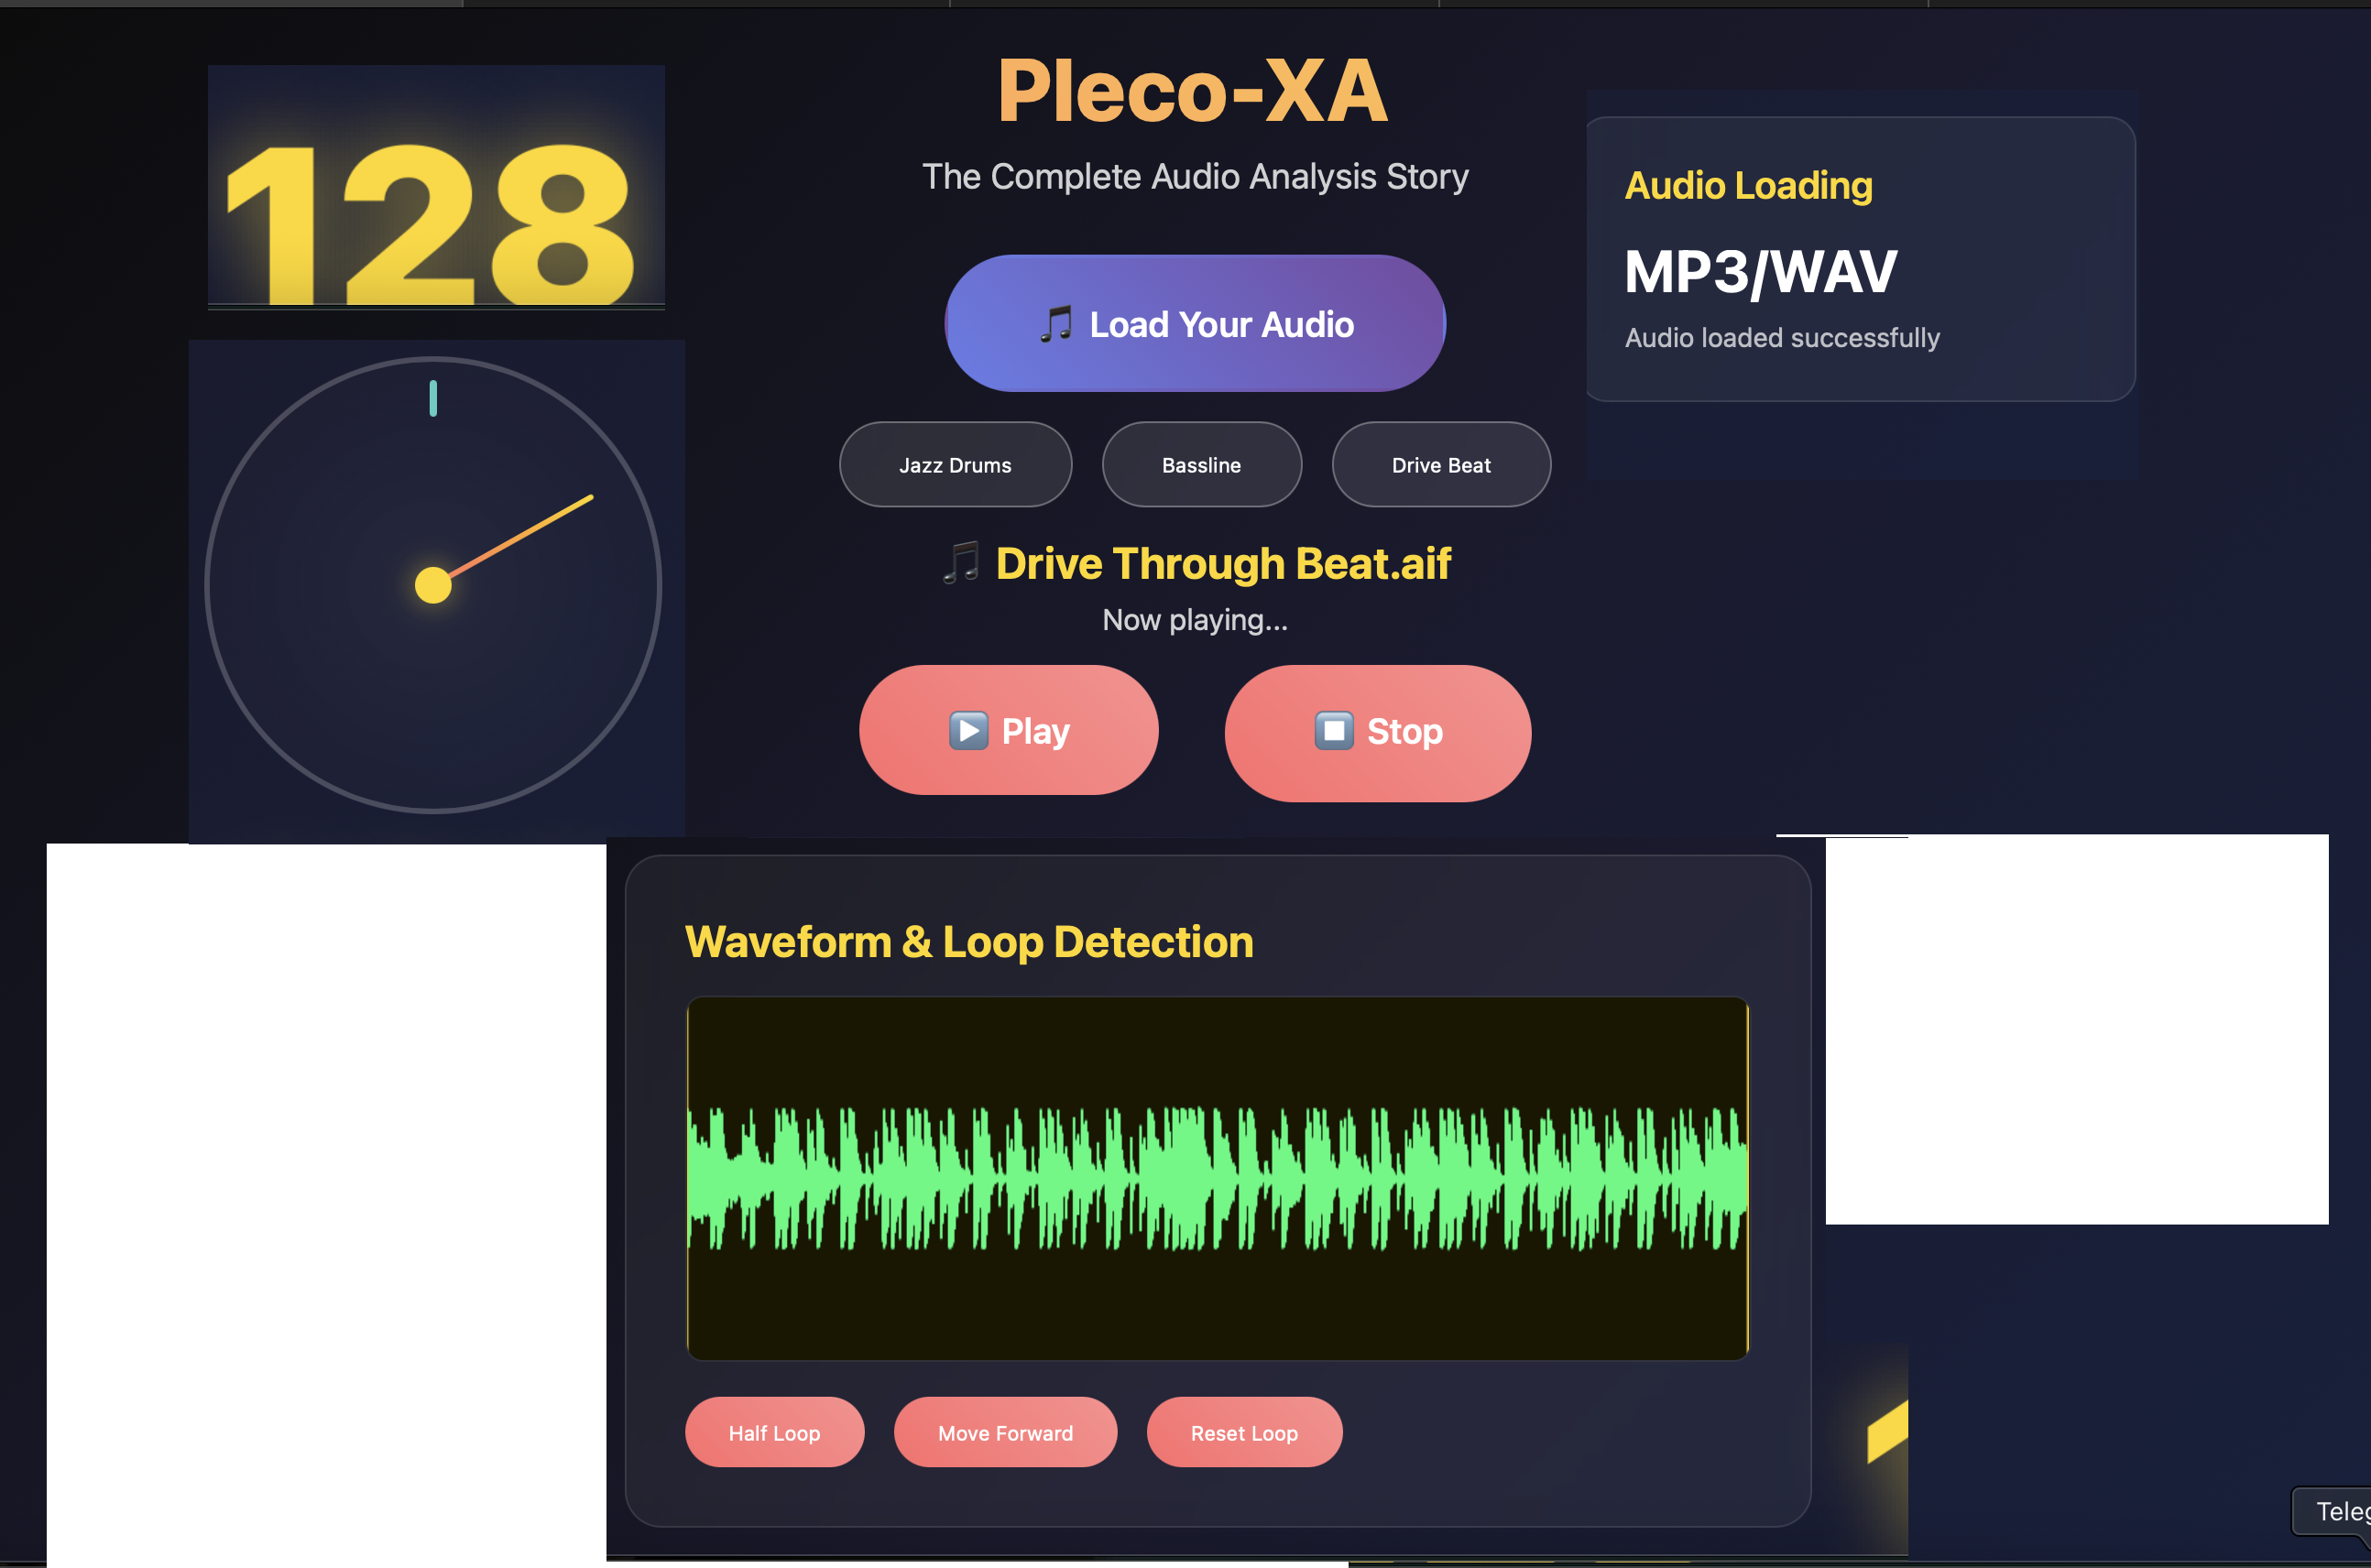 128
Pleco-XA
The Complete Audio Analysis Story
Load Your Audio
Jazz Drums
Bassline
Drive Beat
Drive Through Beat.aif
Now playing...
Play
Stop
Audio Loading
MP3/WAV
Audio loaded successfully
Waveform & Loop Detection
Half Loop
Move Forward
Reset Loop